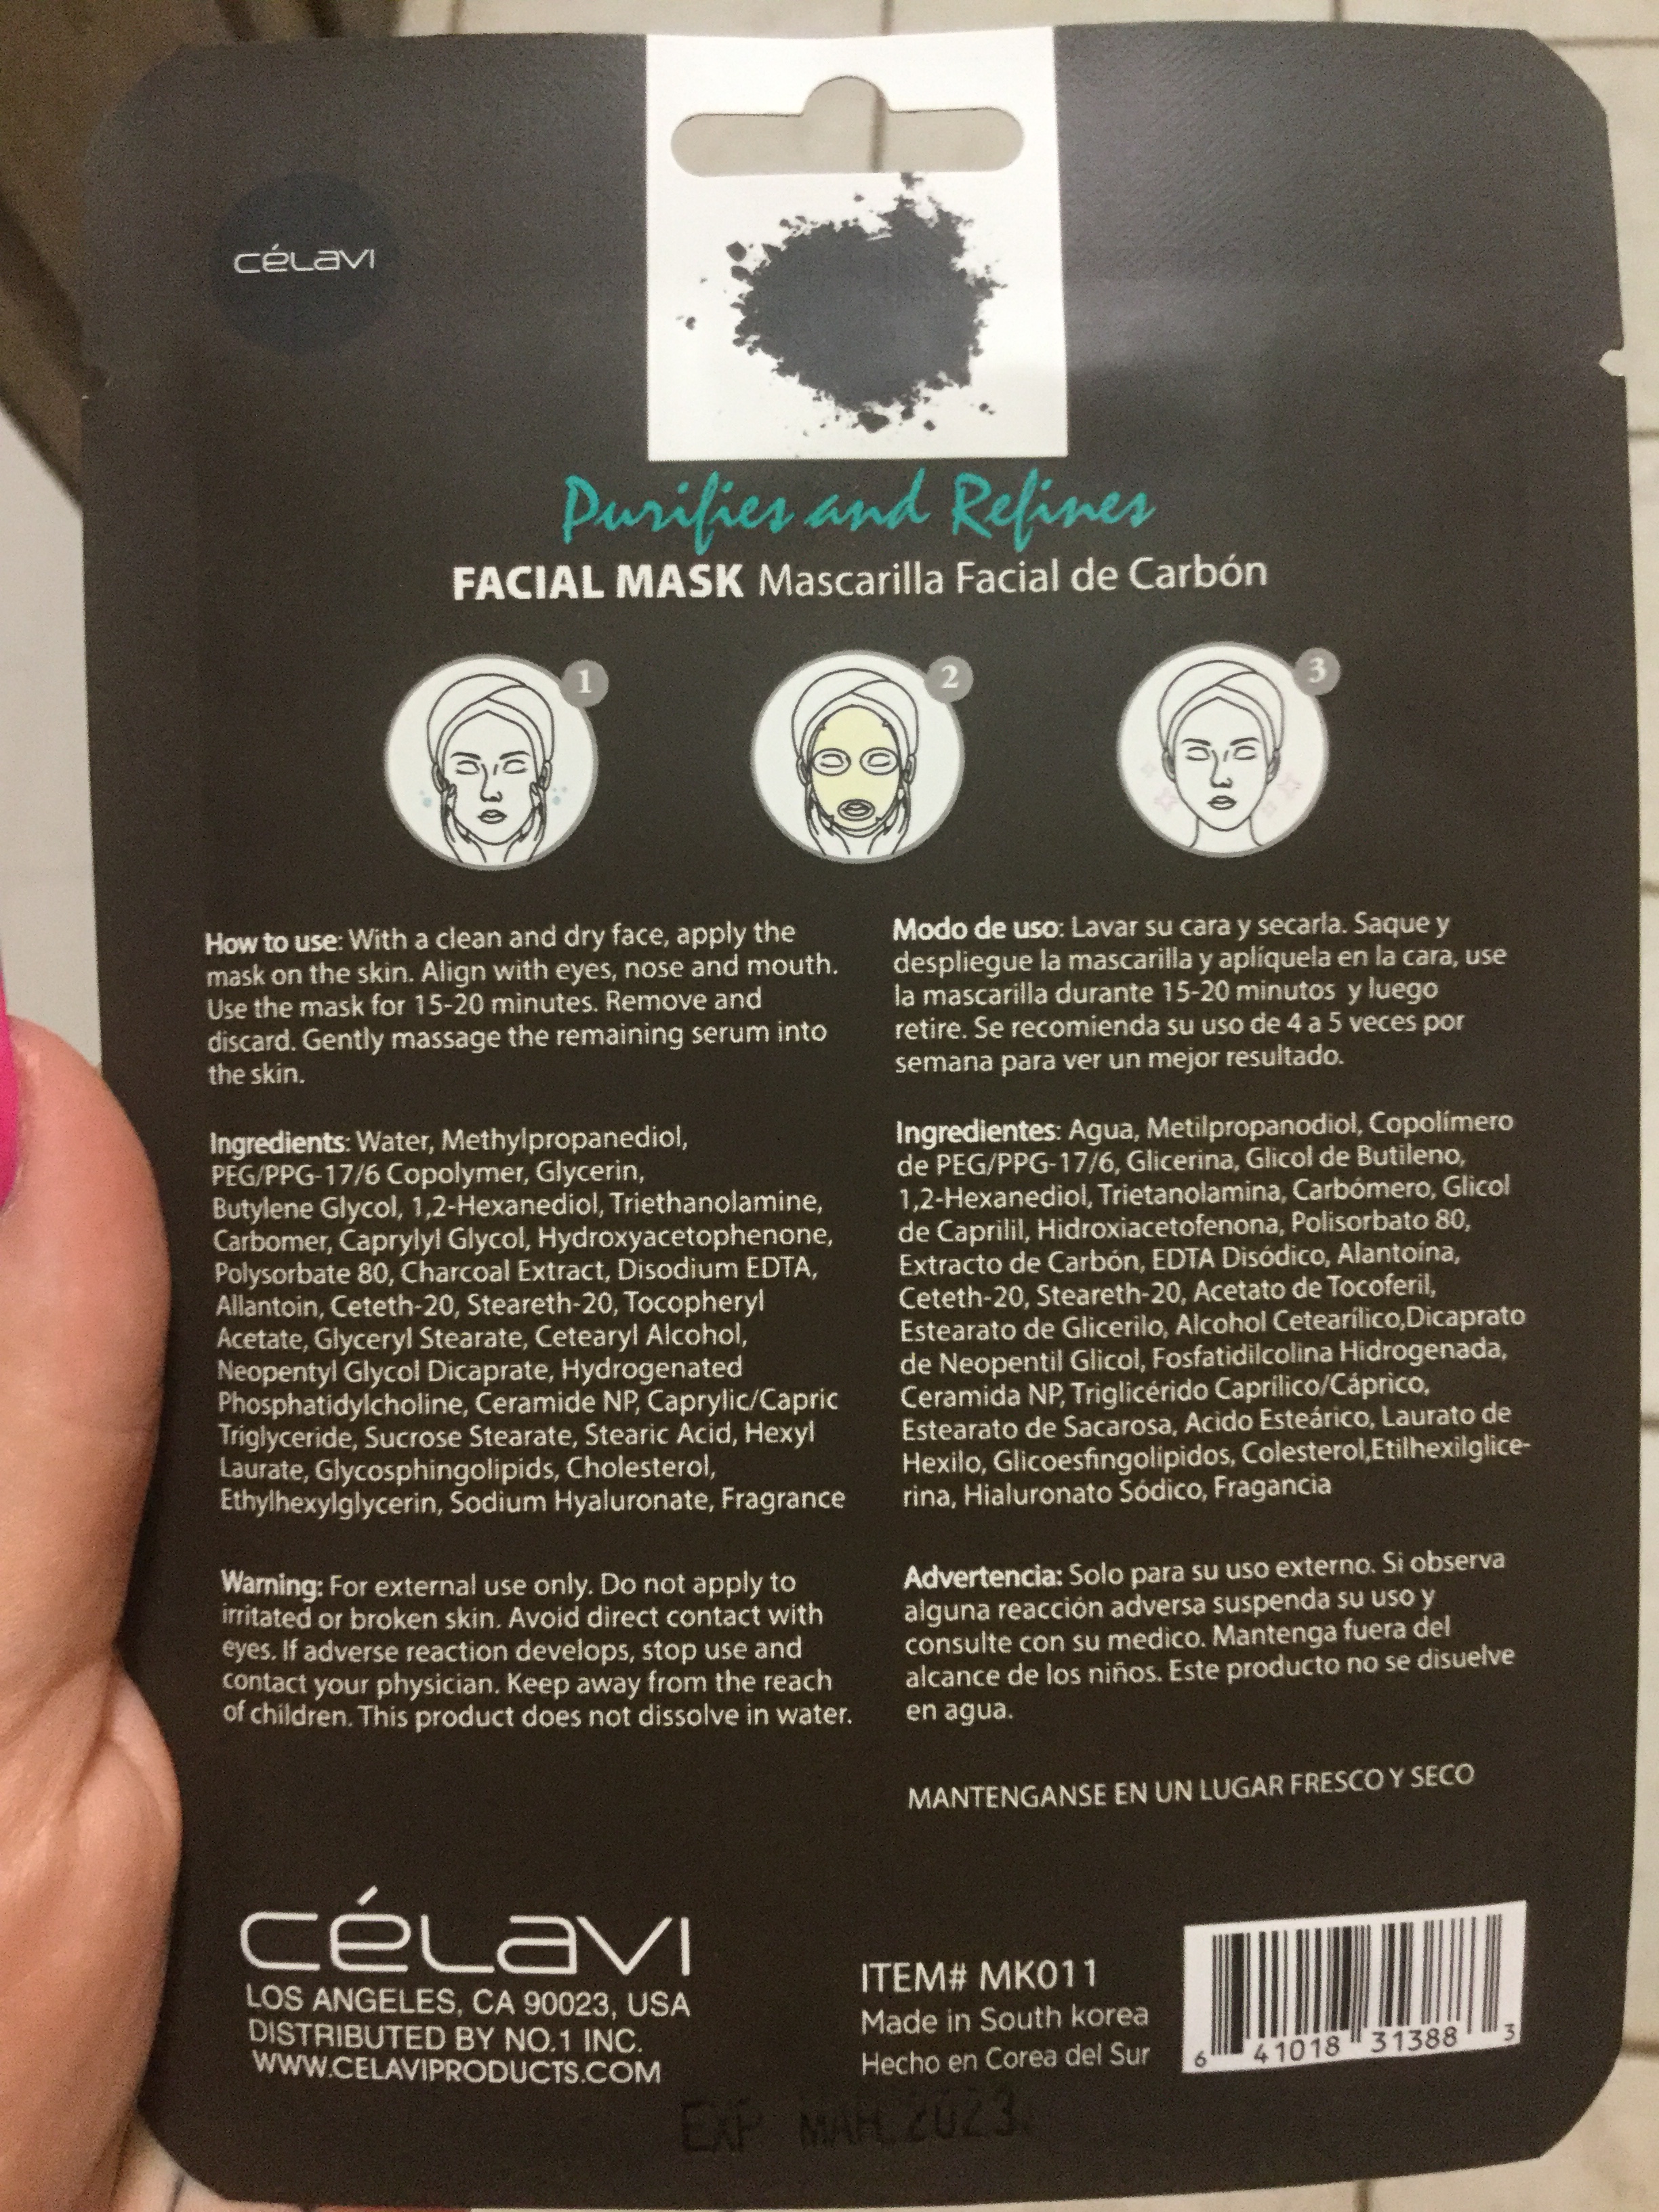 céLavi
Purifies and Refines
FACIAL MASK Mascarilla Facial de Carbón
1
2
3
How to use: With a clean and dry face, apply the
mask on the skin. Align with eyes, nose and mouth.
Use the mask for 15-20 minutes. Remove and
discard. Gently massage the remaining serum into
the skin.
Ingredients: Water, Methylpropanediol,
PEG/PPG-17/6 Copolymer, Glycerin,
Butylene Glycol, 1,2-Hexanediol, Triethanolamine,
Carbomer, Caprylyl Glycol, Hydroxyacetophenone,
Polysorbate 80, Charcoal Extract, Disodium EDTA,
Allantoin, Ceteth-20, Steareth-20, Tocopheryl
Acetate, Glyceryl Stearate, Cetearyl Alcohol,
Neopentyl Glycol Dicaprate, Hydrogenated
Phosphatidylcholine, Ceramide NP, Caprylic/Capric
Triglyceride, Sucrose Stearate, Stearic Acid, Hexyl
Laurate, Glycosphingolipids, Cholesterol,
Ethylhexylglycerin, Sodium Hyaluronate, Fragrance
Warning: For external use only. Do not apply to
irritated or broken skin. Avoid direct contact with
eyes. If adverse reaction develops, stop use and
contact your physician. Keep away from the reach
of children. This product does not dissolve in water.
Modo de uso: Lavar su cara y secarla. Saque y
despliegue la mascarilla y aplíquela en la cara, use
la mascarilla durante 15-20 minutos y luego
retire. Se recomienda su uso de 4 a 5 veces por
semana para ver un mejor resultado.
Ingredientes: Agua, Metilpropanodiol, Copolímero
de PEG/PPG-17/6, Glicerina, Glicol de Butileno,
1,2-Hexanediol, Trietanolamina, Carbómero, Glicol
de Caprilil, Hidroxiacetofenona, Polisorbato 80,
Extracto de Carbón, EDTA Disódico, Alantoína,
Ceteth-20, Steareth-20, Acetato de Tocoferil,
Estearato de Glicerilo, Alcohol Cetearílico,Dicaprato
de Neopentil Glicol, Fosfatidilcolina Hidrogenada,
Ceramida NP, Triglicérido Caprílico/Cáprico,
Estearato de Sacarosa, Acido Esteárico, Laurato de
Hexilo, Glicoesfingolípidos, Colesterol,Etilhexilglice-
rina, Hialuronato Sódico, Fragancia
Advertencia: Solo para su uso externo. Si observa
alguna reacción adversa suspenda su uso y
consulte con su medico. Mantenga fuera del
alcance de los niños. Este producto no se disuelve
en agua.
MANTENGANSE EN UN LUGAR FRESCO Y SECO
céLavi
LOS ANGELES, CA 90023, USA
DISTRIBUTED BY NO.1 INC.
WWW.CELAVIPRODUCTS.COM
ITEM# MK011
Made in South korea
Hecho en Corea del Sur
6 41018 31388 3
EXP MAR.2023.